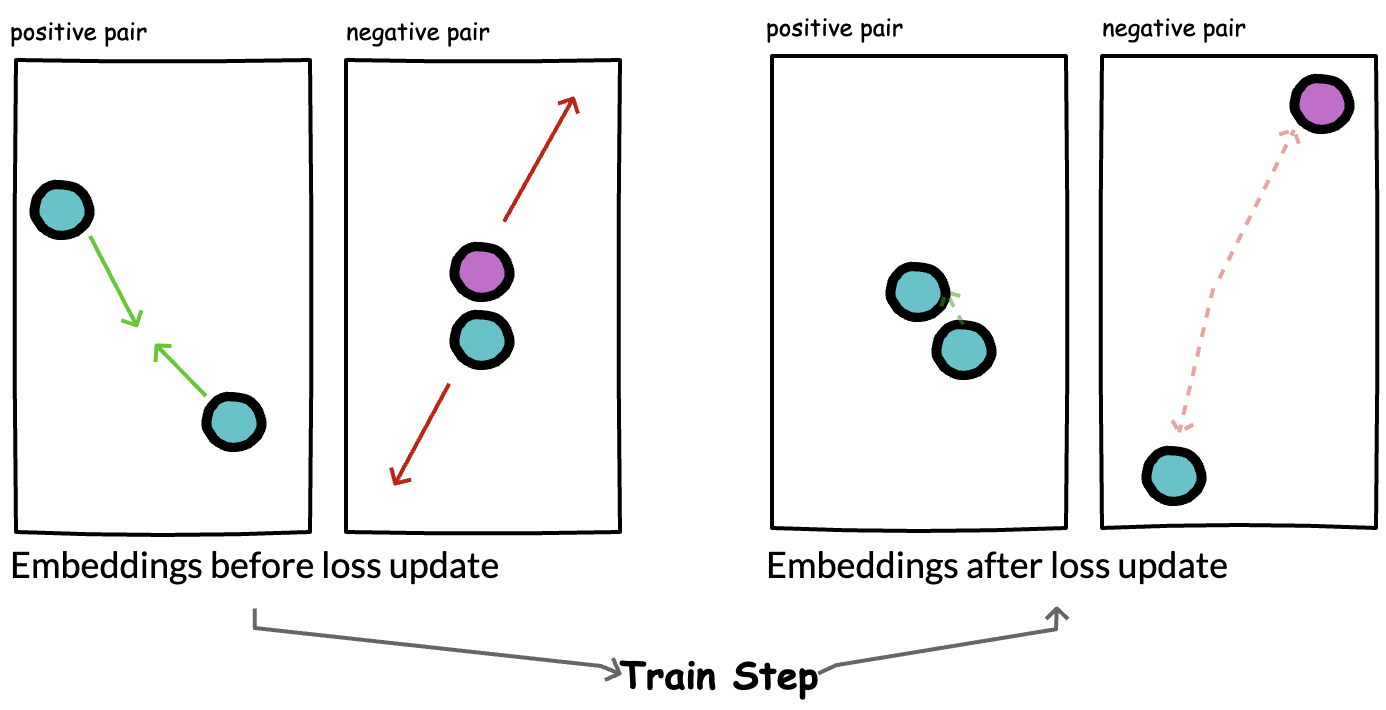 positive pair
negative pair
positive pair
negative pair
Embeddings before loss update
Embeddings after loss update
Train Step